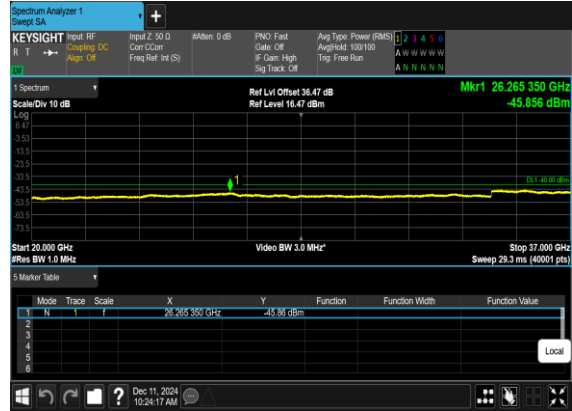 Spectrum Analyzer 1
Swept SA
+
KEYSIGHT Input: RF Input Z: 50 Ω #Atten: 0 dB PNO: Fast Avg Type: Power (RMS) 1 2 3 4 5 6
R T Coupling: DC Corr CCorr Gate: Off Avg|Hold: 100/100 A W W W W W
Align: Off Freq Ref: Int (S) IF Gain: High Trig: Free Run
Sig Track: Off A N N N N N
LW
1 Spectrum Ref Lvl Offset 36.47 dB Mkr1 26.265 350 GHz
Scale/Div 10 dB Ref Level 16.47 dBm -45.856 dBm
Log
6.47
-3.53
-13.5
-23.5
-33.5
-43.5
-53.5
-63.5
-73.5
1
DL1 -40.00 dBm
Start 20.000 GHz Video BW 3.0 MHz* Stop 37.000 GHz
#Res BW 1.0 MHz Sweep 29.3 ms (40001 pts)
5 Marker Table
Mode Trace Scale X Y Function Function Width Function Value
1 N 1 f 26.265 350 GHz -45.86 dBm
2
3
4
5
6
Local
? Dec 11, 2024
10:24:17 AM